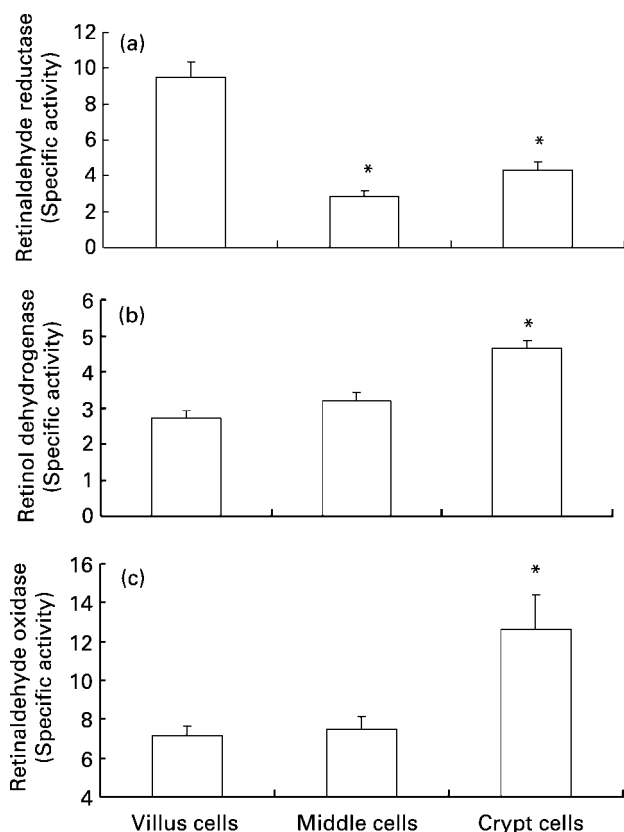 (a)
Retinaldehyde reductase
(Specific activity)
12
10
8
6
4
2
0
*
*
(b)
Retinol dehydrogenase
(Specific activity)
6
5
4
3
2
1
0
*
(c)
Retinaldehyde oxidase
(Specific activity)
16
14
12
10
8
6
4
*
Villus cells
Middle cells
Crypt cells